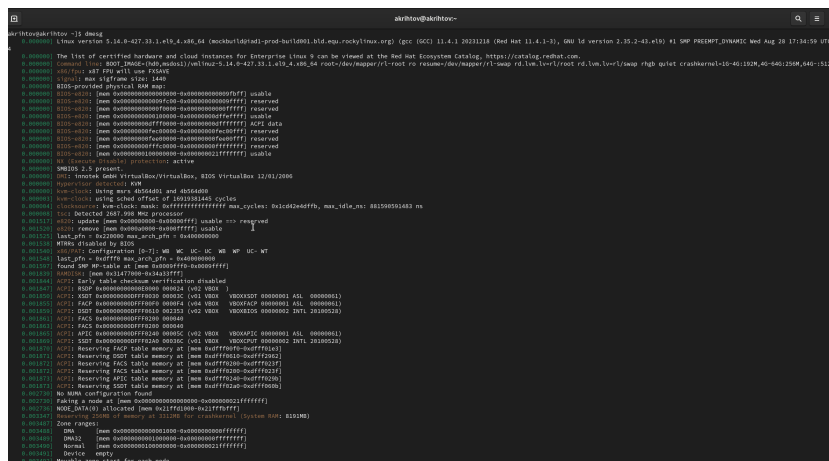 akrihtov@akrihtov:~
[akrihtov@akrihtov ~]$ dmesg
[    0.000000] Linux version 5.14.0-427.33.1.el9_4.x86_64 (mockbuild@iad1-prod-build001.bld.equ.rockylinux.org) (gcc (GCC) 11.4.1 20231218 (Red Hat 11.4.1-3), GNU ld version 2.35.2-43.el9) #1 SMP PREEMPT_DYNAMIC Wed Aug 28 17:34:59 UT
4
[    0.000000] The list of certified hardware and cloud instances for Enterprise Linux 9 can be viewed at the Red Hat Ecosystem Catalog, https://catalog.redhat.com.
[    0.000000] Command line: BOOT_IMAGE=(hd0,msdos1)/vmlinuz-5.14.0-427.33.1.el9_4.x86_64 root=/dev/mapper/rl-root ro resume=/dev/mapper/rl-swap rd.lvm.lv=rl/root rd.lvm.lv=rl/swap rhgb quiet crashkernel=1G-4G:192M,4G-64G:256M,64G-:512
[    0.000000] x86/fpu: x87 FPU will use FXSAVE
[    0.000000] signal: max sigframe size: 1440
[    0.000000] BIOS-provided physical RAM map:
[    0.000000] BIOS-e820: [mem 0x0000000000000000-0x000000000009fbff] usable
[    0.000000] BIOS-e820: [mem 0x000000000009fc00-0x000000000009ffff] reserved
[    0.000000] BIOS-e820: [mem 0x00000000000f0000-0x00000000000fffff] reserved
[    0.000000] BIOS-e820: [mem 0x0000000000100000-0x00000000dffeffff] usable
[    0.000000] BIOS-e820: [mem 0x00000000dfff0000-0x00000000dfffffff] ACPI data
[    0.000000] BIOS-e820: [mem 0x00000000fec00000-0x00000000fec00fff] reserved
[    0.000000] BIOS-e820: [mem 0x00000000fee00000-0x00000000fee00fff] reserved
[    0.000000] BIOS-e820: [mem 0x00000000fffc0000-0x00000000ffffffff] reserved
[    0.000000] BIOS-e820: [mem 0x0000000100000000-0x000000021fffffff] usable
[    0.000000] NX (Execute Disable) protection: active
[    0.000000] SMBIOS 2.5 present.
[    0.000000] DMI: innotek GmbH VirtualBox/VirtualBox, BIOS VirtualBox 12/01/2006
[    0.000000] Hypervisor detected: KVM
[    0.000000] kvm-clock: Using msrs 4b564d01 and 4b564d00
[    0.000003] kvm-clock: using sched offset of 16919381445 cycles
[    0.000004] clocksource: kvm-clock: mask: 0xffffffffffffffff max_cycles: 0x1cd42e4dffb, max_idle_ns: 881590591483 ns
[    0.000008] tsc: Detected 2687.998 MHz processor
[    0.001517] e820: update [mem 0x00000000-0x00000fff] usable ==> reserved
[    0.001520] e820: remove [mem 0x000a0000-0x000fffff] usable
[    0.001525] last_pfn = 0x220000 max_arch_pfn = 0x400000000
[    0.001538] MTRRs disabled by BIOS
[    0.001540] x86/PAT: Configuration [0-7]: WB  WC  UC- UC  WB  WP  UC- WT
[    0.001548] last_pfn = 0xdfff0 max_arch_pfn = 0x400000000
[    0.001597] found SMP MP-table at [mem 0x0009fff0-0x0009ffff]
[    0.001839] RAMDISK: [mem 0x31477000-0x34a33fff]
[    0.001844] ACPI: Early table checksum verification disabled
[    0.001847] ACPI: RSDP 0x00000000000E0000 000024 (v02 VBOX  )
[    0.001850] ACPI: XSDT 0x00000000DFFF0030 00003C (v01 VBOX   VBOXXSDT 00000001 ASL  00000061)
[    0.001855] ACPI: FACP 0x00000000DFFF00F0 0000F4 (v04 VBOX   VBOXFACP 00000001 ASL  00000061)
[    0.001859] ACPI: DSDT 0x00000000DFFF0610 002353 (v02 VBOX   VBOXBIOS 00000002 INTL 20100528)
[    0.001861] ACPI: FACS 0x00000000DFFF0200 000040
ACPI: FACS 0x00000000DFFF0200 000040
[    0.001865] ACPI: APIC 0x00000000DFFF0240 00005C (v02 VBOX   VBOXAPIC 00000001 ASL  00000061)
[    0.001869] ACPI: SSDT 0x00000000DFFF02A0 00036C (v01 VBOX   VBOXCPUT 00000002 INTL 20100528)
[    0.001870] ACPI: Reserving FACP table memory at [mem 0xdfff00f0-0xdfff01e3]
[    0.001871] ACPI: Reserving DSDT table memory at [mem 0xdfff0610-0xdfff2962]
[    0.001872] ACPI: Reserving FACS table memory at [mem 0xdfff0200-0xdfff023f]
[    0.001872] ACPI: Reserving FACS table memory at [mem 0xdfff0200-0xdfff023f]
[    0.001873] ACPI: Reserving APIC table memory at [mem 0xdfff0240-0xdfff029b]
[    0.001873] ACPI: Reserving SSDT table memory at [mem 0xdfff02a0-0xdfff060b]
[    0.002730] No NUMA configuration found
[    0.002730] Faking a node at [mem 0x0000000000000000-0x000000021fffffff]
[    0.002736] NODE_DATA(0) allocated [mem 0x21ffd1000-0x21fffbfff]
[    0.003347] Reserving 256MB of memory at 3312MB for crashkernel (System RAM: 8191MB)
[    0.003487] Zone ranges:
[    0.003488]   DMA      [mem 0x0000000000001000-0x0000000000ffffff]
[    0.003489]   DMA32    [mem 0x0000000001000000-0x00000000ffffffff]
[    0.003490]   Normal   [mem 0x0000000100000000-0x000000021fffffff]
[    0.003491]   Device   empty